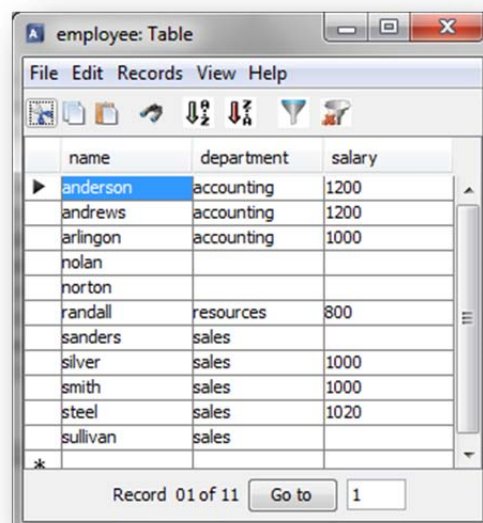 employee: Table
File Edit Records View Help
name department salary
anderson accounting 1200
andrews accounting 1200
arlingon accounting 1000
nolan
norton
randall resources 800
sanders sales
silver sales 1000
smith sales 1000
steel sales 1020
sullivan sales
*
Record 01 of 11 Go to 1